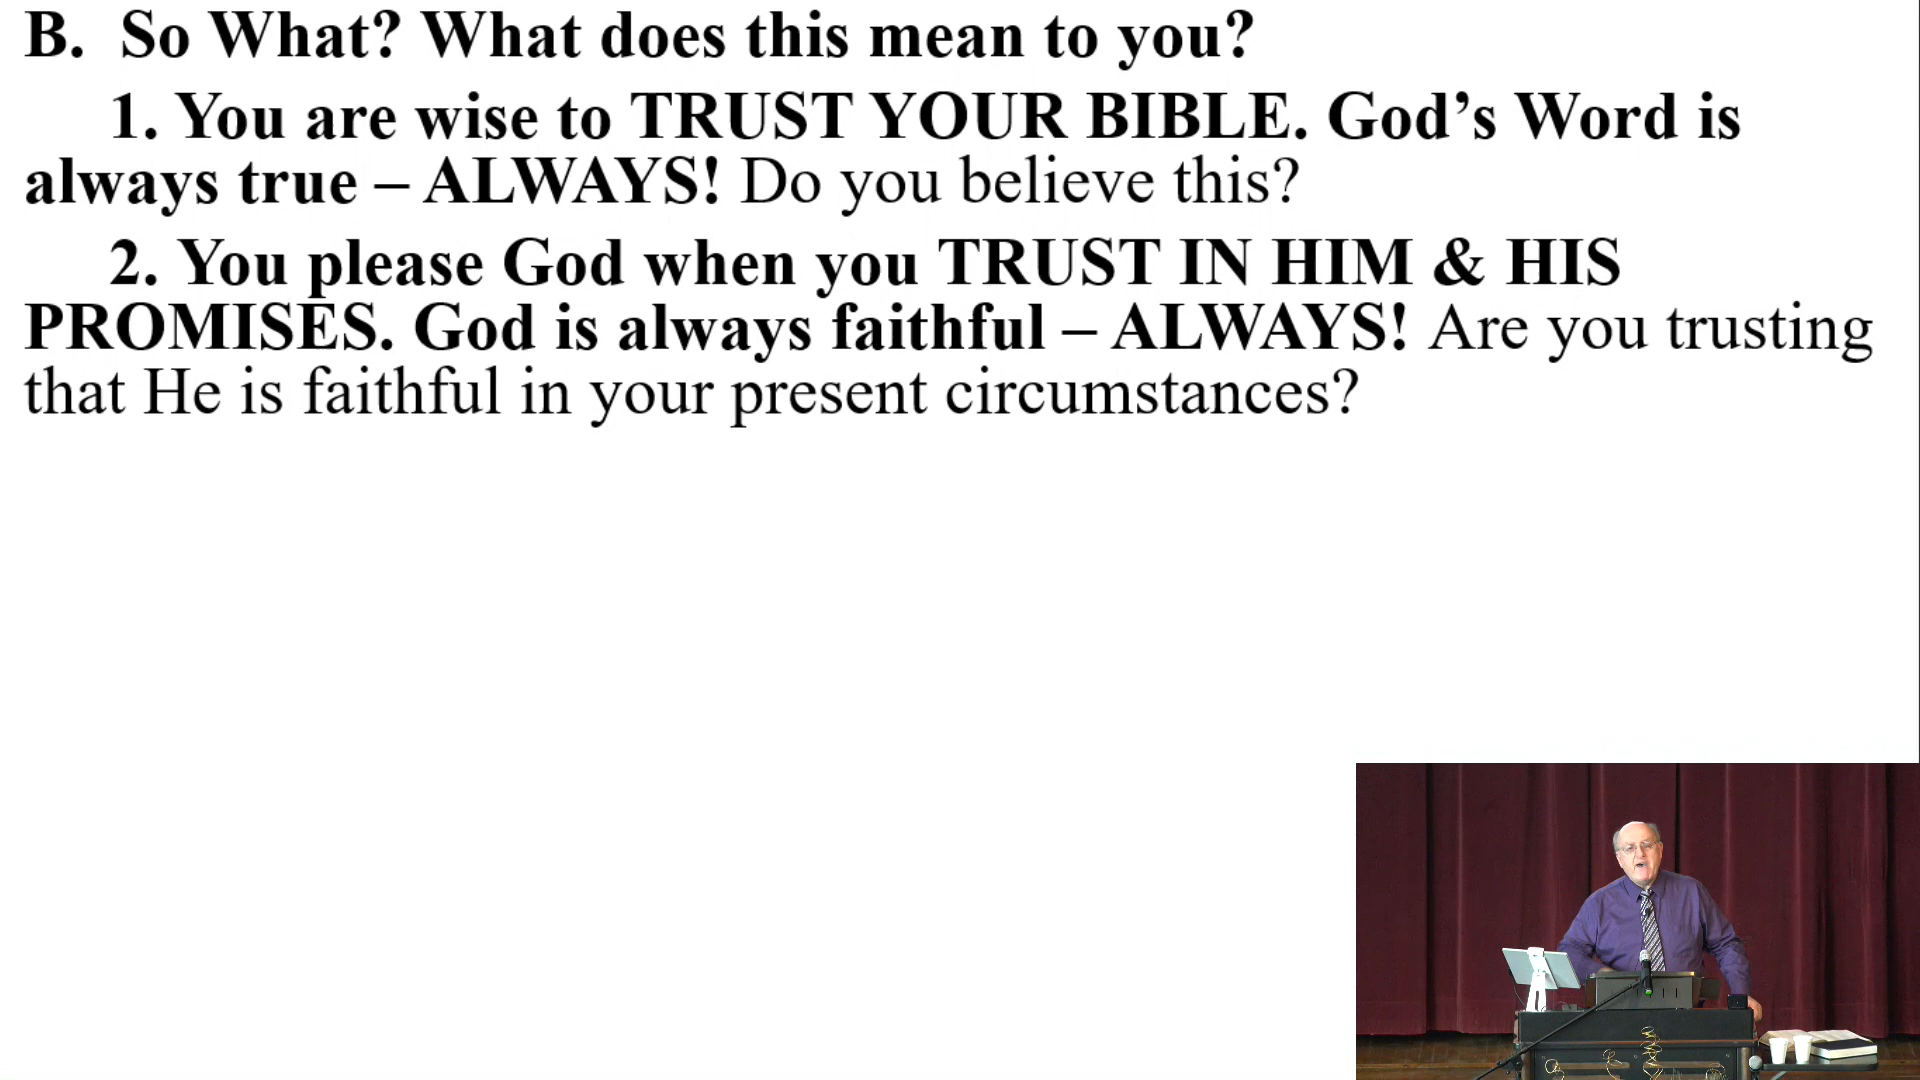 B. So What? What does this mean to you?
1. You are wise to TRUST YOUR BIBLE. God’s Word is
always true – ALWAYS! Do you believe this?
2. You please God when you TRUST IN HIM & HIS
PROMISES. God is always faithful – ALWAYS! Are you trusting
that He is faithful in your present circumstances?